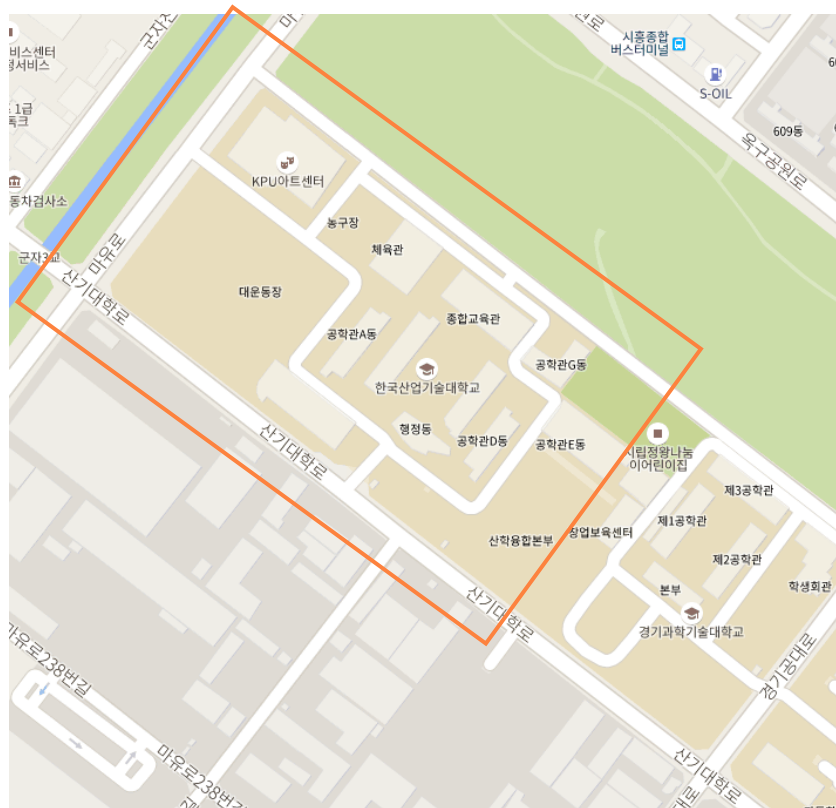 군자천
마유로
비스센터
정서비스
1급
독크
동차검사소
군자3교
산기대학로
마유로
시흥종합
버스터미널
S-OIL
609동
60
옥구공원로
KPU아트센터
농구장
체육관
대운동장
종합교육관
공학관A동
공학관G동
한국산업기술대학교
행정동
공학관D동
공학관E동
산기대학로
시립정왕나눔
이어린이집
제3공학관
제1공학관
산학융합본부
창업보육센터
제2공학관
본부
학생회관
산기대학로
경기과학기술대학교
마유로238번길
경기공대로
마유로238번길
산기대학로